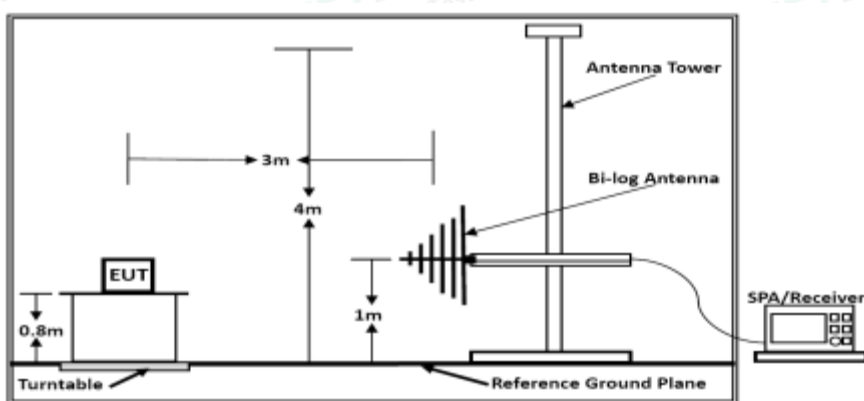 Antenna Tower
3m
Bi-log Antenna
4m
EUT
SPA/Receiver
0.8m
1m
Turntable
Reference Ground Plane